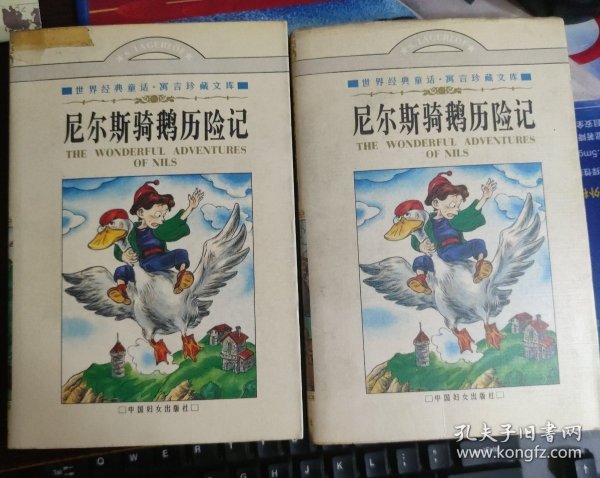 LAGERLOF
世界经典童话·寓言珍藏文库
尼尔斯骑鹅历险记
THE WONDERFUL ADVENTURES
OF NILS
□中国妇女出版社□
世界经典童话·寓言珍藏文库
尼尔斯骑鹅历险记
THE WONDERFUL ADVENTURES
OF NILS
□中国妇女出版社□
孔夫子旧书网
www.kongfz.com